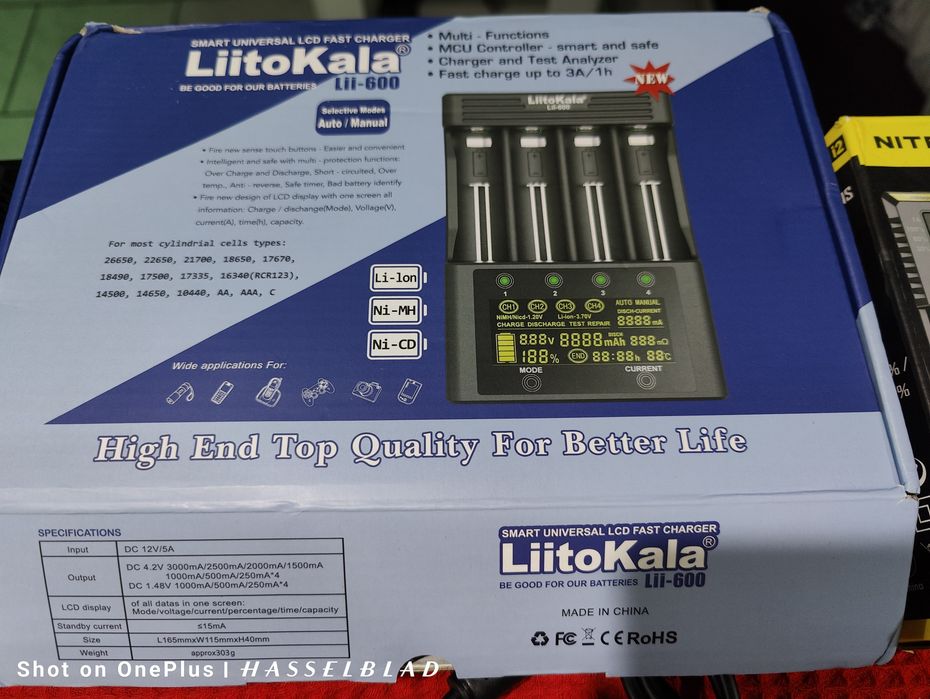 SMART UNIVERSAL LCD FAST CHARGER
LiitoKala®
Lii-600
BE GOOD FOR OUR BATTERIES
• Multi - Functions
• MCU Controller - smart and safe
• Charger and Test Analyzer
• Fast charge up to 3A/1h
NEW
Selective Modes
Auto / Manual
• Fire new sense touch buttons - Easier and convenient
• Intelligent and safe with multi - protection functions:
Over Charge and Discharge, Short - circuited, Over
temp., Anti - reverse, Safe timer, Bad battery identify
• Fire new design of LCD display with one screen all
information: Charge / dischange(Mode), Voltage(V),
current(A), time(h), capacity.
For most cylindrial cells types:
26650, 22650, 21700, 18650, 17670,
18490, 17500, 17335, 16340(RCR123),
14500, 14650, 10440, AA, AAA, C
Li-lon
Ni-MH
Ni-CD
Wide applications For:
LiitoKala®
Lii-600
1 2 3 4
CH1 CH2 CH3 CH4 AUTO MANUAL
NiMH/Nicd-1.20V Li-ion-3.70V DISCH-CURRENT
CHARGE DISCHARGE TEST REPAIR 8888mA
8.88V 8888mAh DISCH 888mΩ
188% END 88:88h 88°C
MODE CURRENT
High End Top Quality For Better Life
SPECIFICATIONS
Input DC 12V/5A
Output DC 4.2V 3000mA/2500mA/2000mA/1500mA
1000mA/500mA/250mA*4
DC 1.48V 1000mA/500mA/250mA*4
LCD display of all datas in one screen:
Mode/voltage/current/percentage/time/capacity
Standby current ≤15mA
Size L165mmxW115mmxH40mm
Weight approx303g
SMART UNIVERSAL LCD FAST CHARGER
LiitoKala®
BE GOOD FOR OUR BATTERIES Lii-600
MADE IN CHINA
FC CE RoHS
NITE
Shot on OnePlus | HASSELBLAD